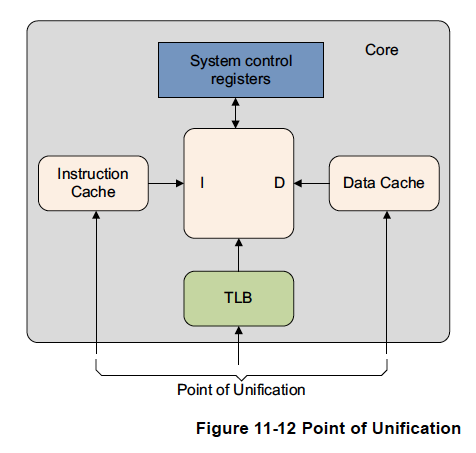 Core
System control
registers
Instruction
Cache
I
D
Data Cache
TLB
Point of Unification
Figure 11-12 Point of Unification